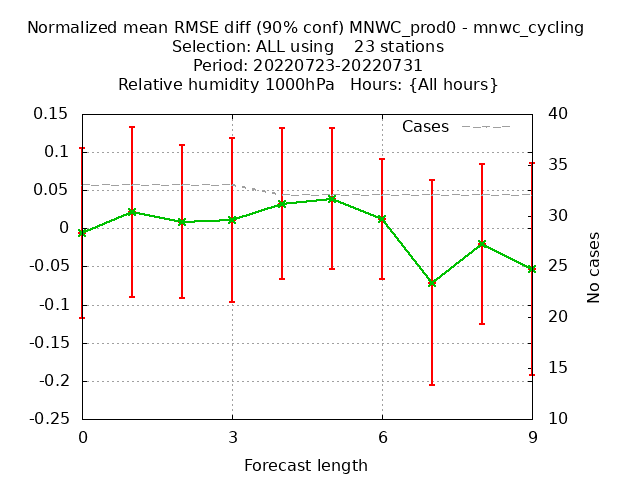 Normalized mean RMSE diff (90% conf) MNWC_prod0 - mnwc_cycling
Selection: ALL using 23 stations
Period: 20220723-20220731
Relative humidity 1000hPa Hours: {All hours}
0.15
0.1
0.05
0
-0.05
-0.1
-0.15
-0.2
-0.25
Cases
40
35
30
25
20
15
10
No cases
0 3 6 9
Forecast length